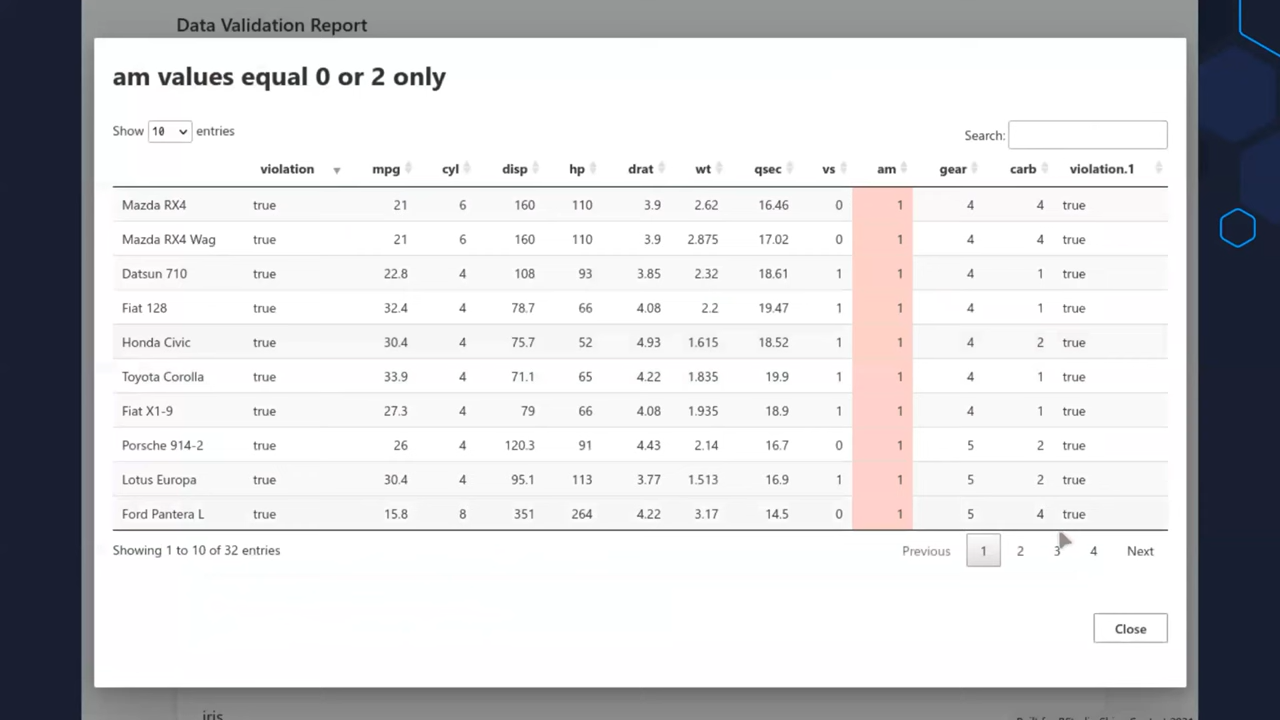 Data Validation Report
am values equal 0 or 2 only
Show 10 entries
Search:
violation mpg cyl disp hp drat wt qsec vs am gear carb violation.1
Mazda RX4 true 21 6 160 110 3.9 2.62 16.46 0 1 4 4 true
Mazda RX4 Wag true 21 6 160 110 3.9 2.875 17.02 0 1 4 4 true
Datsun 710 true 22.8 4 108 93 3.85 2.32 18.61 1 1 4 1 true
Fiat 128 true 32.4 4 78.7 66 4.08 2.2 19.47 1 1 4 1 true
Honda Civic true 30.4 4 75.7 52 4.93 1.615 18.52 1 1 4 2 true
Toyota Corolla true 33.9 4 71.1 65 4.22 1.835 19.9 1 1 4 1 true
Fiat X1-9 true 27.3 4 79 66 4.08 1.935 18.9 1 1 4 1 true
Porsche 914-2 true 26 4 120.3 91 4.43 2.14 16.7 0 1 5 2 true
Lotus Europa true 30.4 4 95.1 113 3.77 1.513 16.9 1 1 5 2 true
Ford Pantera L true 15.8 8 351 264 4.22 3.17 14.5 0 1 5 4 true
Showing 1 to 10 of 32 entries
Previous 1 2 3 4 Next
Close
iris